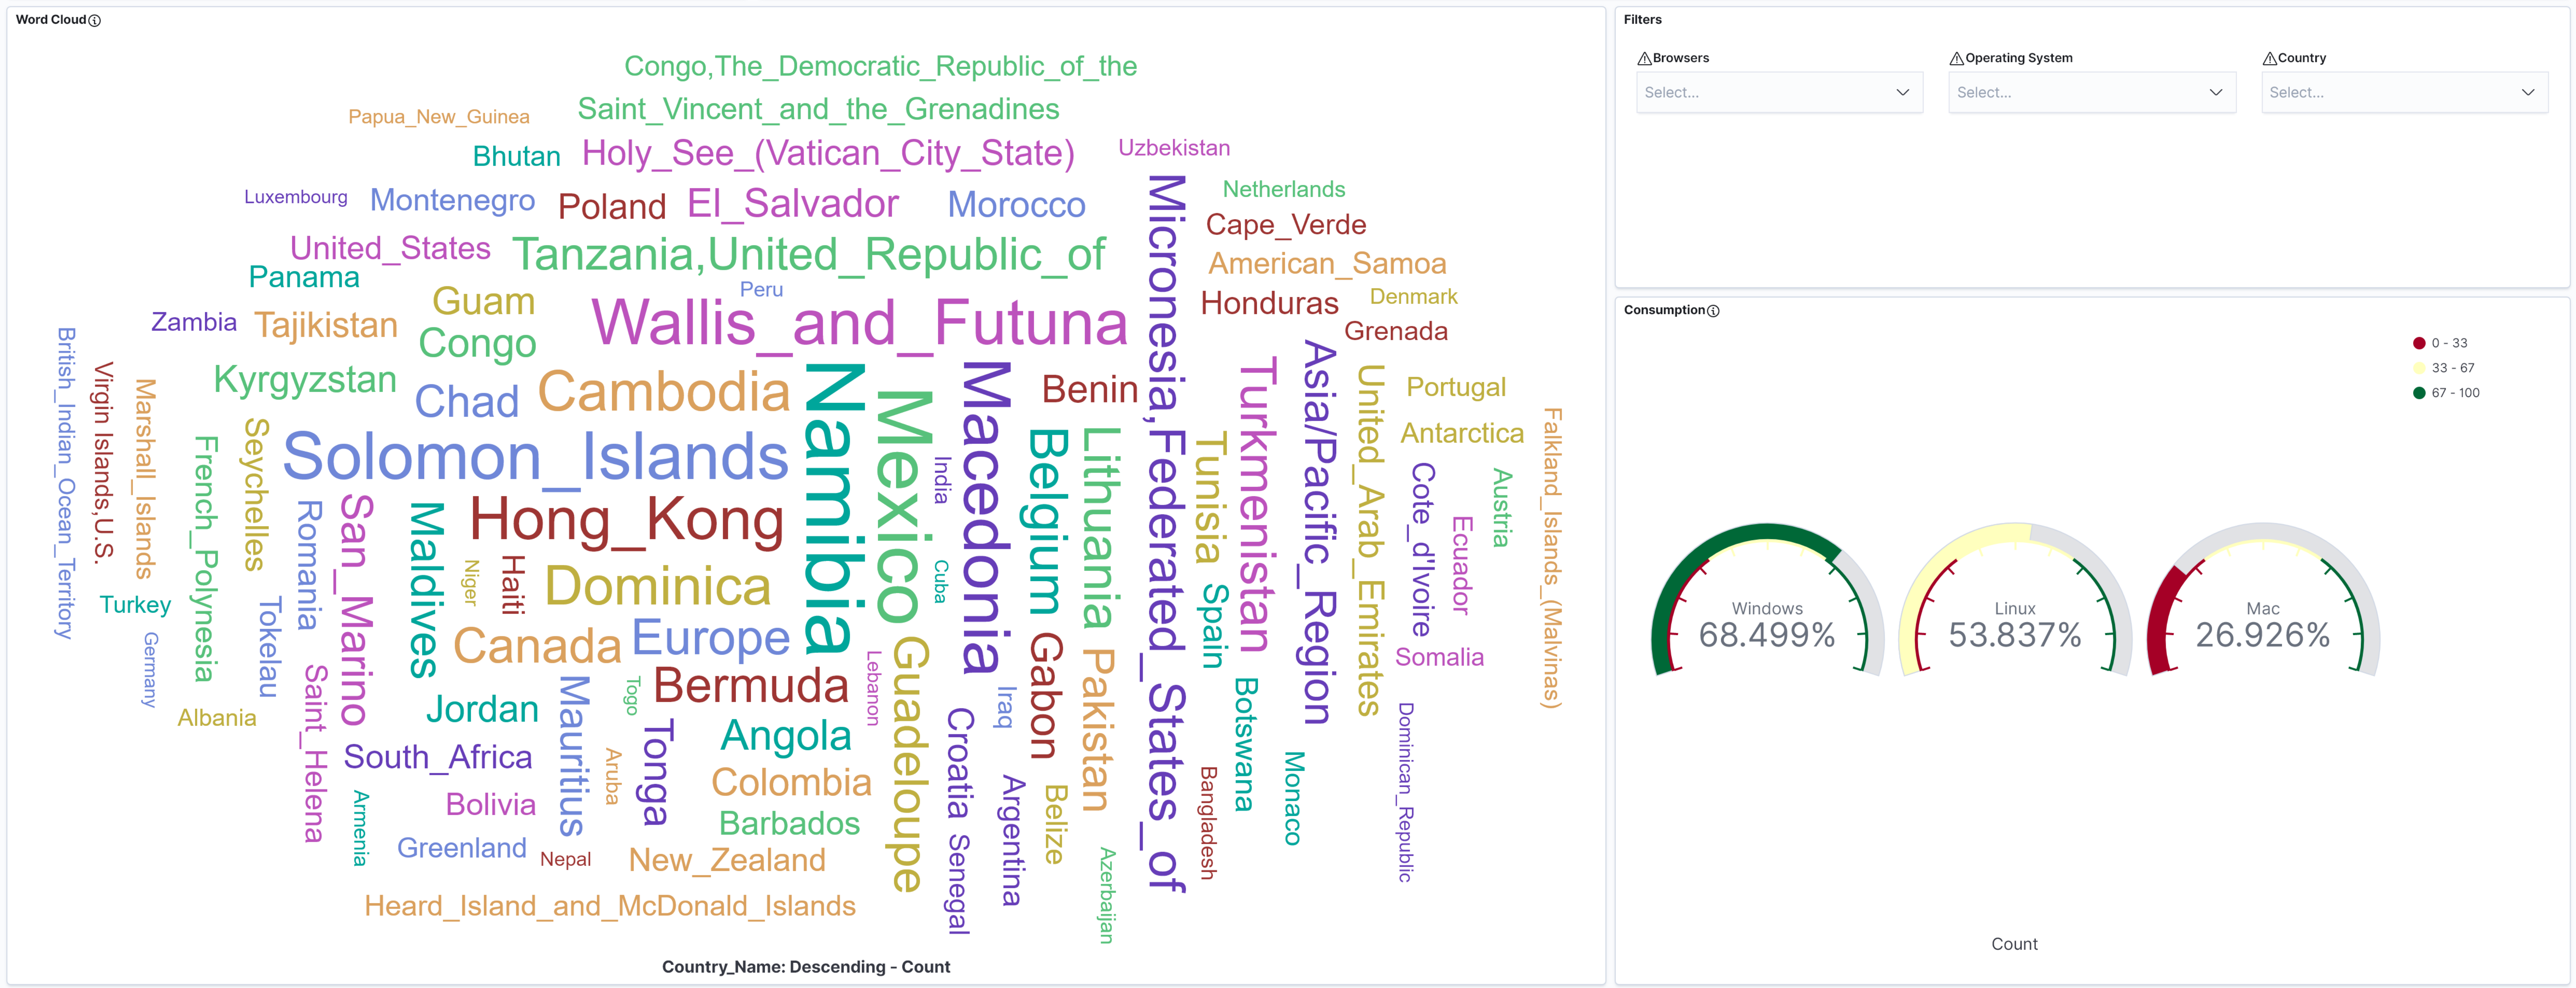 Word Cloud
Congo,The_Democratic_Republic_of_the
Papua_New_Guinea
Saint_Vincent_and_the_Grenadines
Bhutan
Holy_See_(Vatican_City_State)
Uzbekistan
Luxembourg
Montenegro
Poland
El_Salvador
Morocco
Netherlands
Cape_Verde
United_States
Tanzania,United_Republic_of
American_Samoa
Panama
Peru
Guam
Honduras
Denmark
Zambia
Tajikistan
Congo
Wallis_and_Futuna
Grenada
Kyrgyzstan
Chad
Cambodia
Benin
Portugal
Antarctica
British_Indian_Ocean_Territory
Virgin Islands,U.S.
Marshall_Islands
French_Polynesia
Seychelles
Solomon_Islands
Namibia
Mexico
India
Macedonia
Belgium
Lithuania
Micronesia,Federated_States_of
Tunisia
Turkmenistan
Asia/Pacific_Region
United_Arab_Emirates
Cote_d'Ivoire
Ecuador
Austria
Falkland_Islands_(Malvinas)
Romania
San_Marino
Maldives
Hong_Kong
Niger
Haiti
Dominica
Cuba
Spain
Turkey
Germany
Tokelau
Canada
Europe
Somalia
Albania
Saint_Helena
Jordan
Mauritius
Togo
Bermuda
Lebanon
Guadeloupe
Iraq
Gabon
Pakistan
Botswana
Dominican_Republic
South_Africa
Aruba
Tonga
Angola
Croatia
Colombia
Argentina
Belize
Bangladesh
Monaco
Armenia
Bolivia
Barbados
Greenland
Nepal
New_Zealand
Senegal
Azerbaijan
Heard_Island_and_McDonald_Islands
Country_Name: Descending - Count
Filters
Browsers
Select...
Operating System
Select...
Country
Select...
Consumption
0 - 33
33 - 67
67 - 100
Windows
68.499%
Linux
53.837%
Mac
26.926%
Count